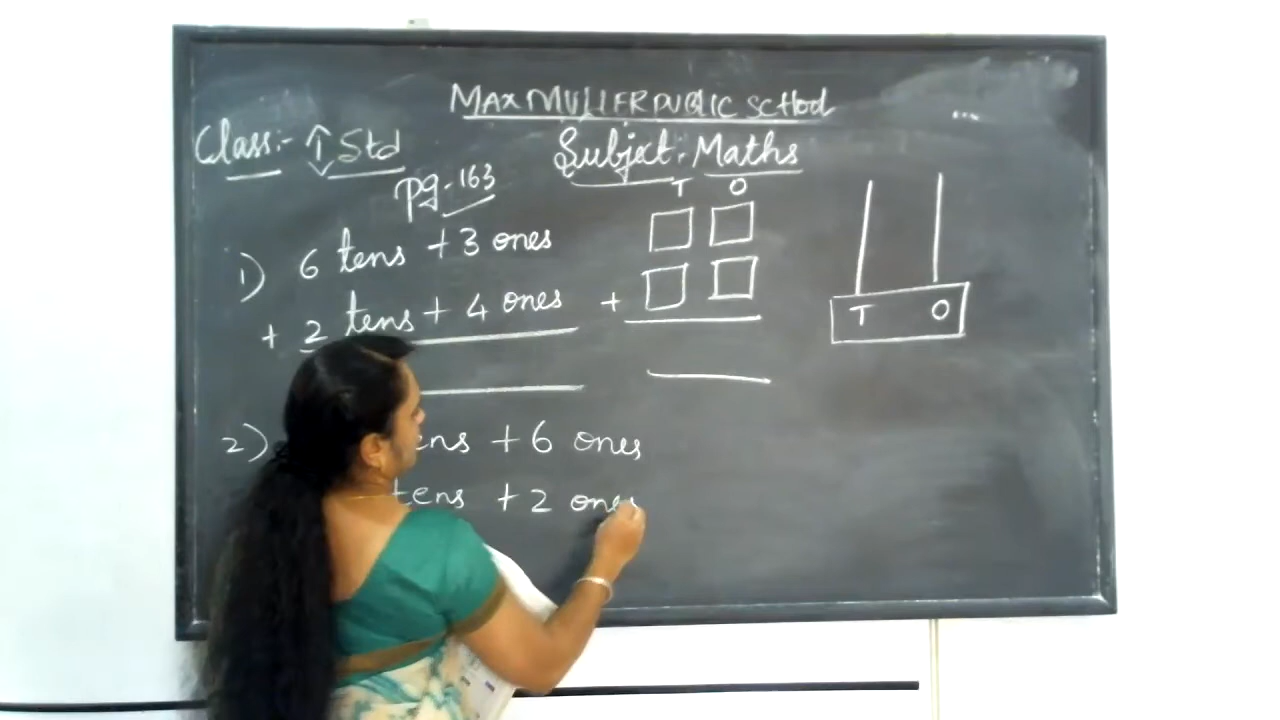 MAX MULLER PUBLIC SCHOOL
Class:- I Std
Subject:- Maths
pg-163
T O
1) 6 tens + 3 ones
+ 2 tens + 4 ones
+
T O
2) tens + 6 ones
tens + 2 ones